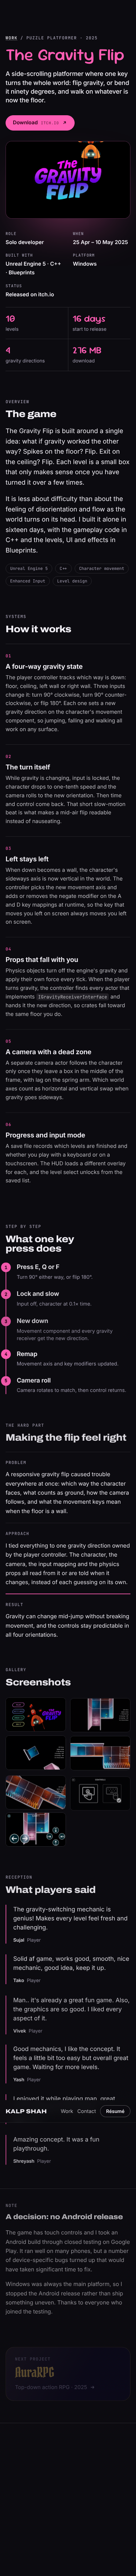 WORK / PUZZLE PLATFORMER · 2025
The Gravity Flip
A side-scrolling platformer where one key
turns the whole world: flip gravity, or bend
it ninety degrees, and walk on whatever is
now the floor.
Download ITCH.IO ↗
THE
GRAVITY
FLIP
ROLE
Solo developer
WHEN
25 Apr – 10 May 2025
BUILT WITH
Unreal Engine 5 · C++
· Blueprints
PLATFORM
Windows
STATUS
Released on itch.io
10
levels
16 days
start to release
4
gravity directions
276 MB
download
OVERVIEW
The game
The Gravity Flip is built around a single
idea: what if gravity worked the other
way? Spikes on the floor? Flip. Exit on
the ceiling? Flip. Each level is a small box
that only makes sense once you have
turned it over a few times.
It is less about difficulty than about the
feeling of disorientation and flow as the
world turns on its head. I built it alone in
sixteen days, with the gameplay code in
C++ and the levels, UI and effects in
Blueprints.
Unreal Engine 5
C++
Character movement
Enhanced Input
Level design
SYSTEMS
How it works
01
A four-way gravity state
The player controller tracks which way is down:
floor, ceiling, left wall or right wall. Three inputs
change it: turn 90° clockwise, turn 90° counter-
clockwise, or flip 180°. Each one sets a new
gravity direction on the character's movement
component, so jumping, falling and walking all
work on any surface.
02
The turn itself
While gravity is changing, input is locked, the
character drops to one-tenth speed and the
camera rolls to the new orientation. Then time
and control come back. That short slow-motion
beat is what makes a mid-air flip readable
instead of nauseating.
03
Left stays left
When down becomes a wall, the character's
sideways axis is now vertical in the world. The
controller picks the new movement axis and
adds or removes the negate modifier on the A
and D key mappings at runtime, so the key that
moves you left on screen always moves you left
on screen.
04
Props that fall with you
Physics objects turn off the engine's gravity and
apply their own force every tick. When the player
turns gravity, the controller finds every actor that
implements IGravityReceiverInterface and
hands it the new direction, so crates fall toward
the same floor you do.
05
A camera with a dead zone
A separate camera actor follows the character
only once they leave a box in the middle of the
frame, with lag on the spring arm. Which world
axes count as horizontal and vertical swap when
gravity goes sideways.
06
Progress and input mode
A save file records which levels are finished and
whether you play with a keyboard or on a
touchscreen. The HUD loads a different overlay
for each, and the level select unlocks from the
saved list.
STEP BY STEP
What one key
press does
1
Press E, Q or F
Turn 90° either way, or flip 180°.
2
Lock and slow
Input off, character at 0.1× time.
3
New down
Movement component and every gravity
receiver get the new direction.
4
Remap
Movement axis and key modifiers updated.
5
Camera roll
Camera rotates to match, then control returns.
THE HARD PART
Making the flip feel right
PROBLEM
A responsive gravity flip caused trouble
everywhere at once: which way the character
faces, what counts as ground, how the camera
follows, and what the movement keys mean
when the floor is a wall.
APPROACH
I tied everything to one gravity direction owned
by the player controller. The character, the
camera, the input mapping and the physics
props all read from it and are told when it
changes, instead of each guessing on its own.
RESULT
Gravity can change mid-jump without breaking
movement, and the controls stay predictable in
all four orientations.
GALLERY
Screenshots
RECEPTION
What players said
The gravity-switching mechanic is
genius! Makes every level feel fresh and
challenging.
Sujal Player
Solid af game, works good, smooth, nice
mechanic, good idea, keep it up.
Tako Player
Man.. it's already a great game. Also,
the graphics are so good. I liked every
aspect of it.
Vivek Player
Good mechanics, I like the concept. It
feels a little bit too easy but overall great
game. Waiting for more levels.
Yash Player
I enjoyed it while playing man, great
KALP SHAH
Work
Contact
Résumé
Amazing concept. It was a fun
playthrough.
Shreyash Player
NOTE
A decision: no Android release
The game has touch controls and I took an
Android build through closed testing on Google
Play. It ran well on many phones, but a number
of device-specific bugs turned up that would
have taken significant time to fix.
Windows was always the main platform, so I
stopped the Android release rather than ship
something uneven. Thanks to everyone who
joined the testing.
NEXT PROJECT
AuraRPG
Top-down action RPG · 2025 →